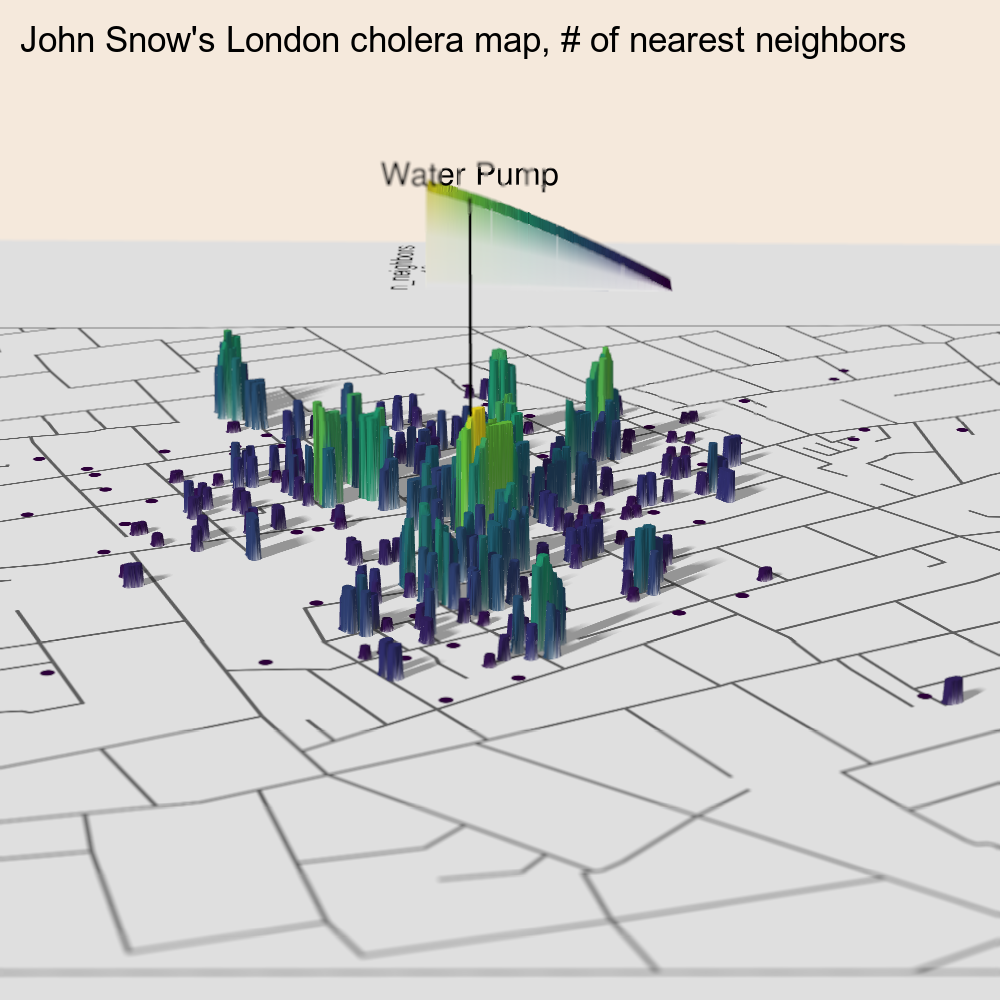 John Snow's London cholera map, # of nearest neighbors
Water Pump
n_neighbors